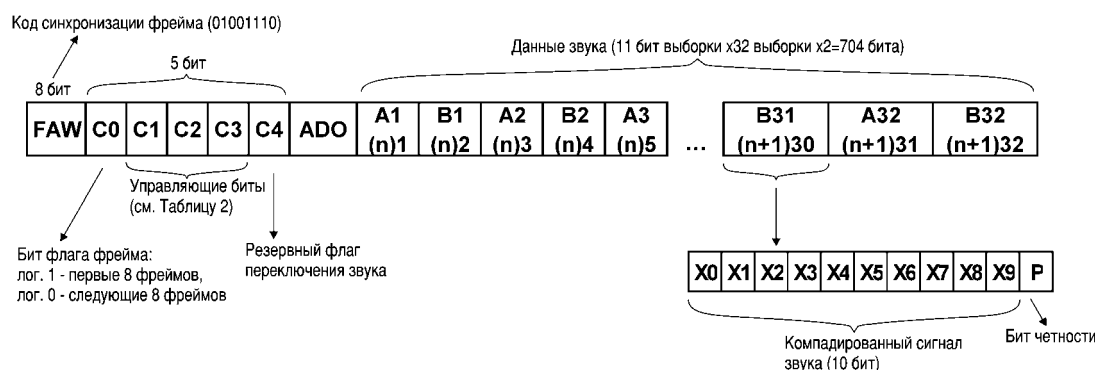 Код синхронизации фрейма (01001110)
Данные звука (11 бит выборки x32 выборки x2=704 бита)
5 бит
8 бит
FAW C0 C1 C2 C3 C4 ADO A1 (n)1 B1 (n)2 A2 (n)3 B2 (n)4 A3 (n)5 ... B31 (n+1)30 A32 (n+1)31 B32 (n+1)32
Управляющие биты
(см. Таблицу 2)
Бит флага фрейма:
лог. 1 - первые 8 фреймов,
лог. 0 - следующие 8 фреймов
Резервный флаг
переключения звука
X0 X1 X2 X3 X4 X5 X6 X7 X8 X9 P
Компадированный сигнал
звука (10 бит)
Бит четности